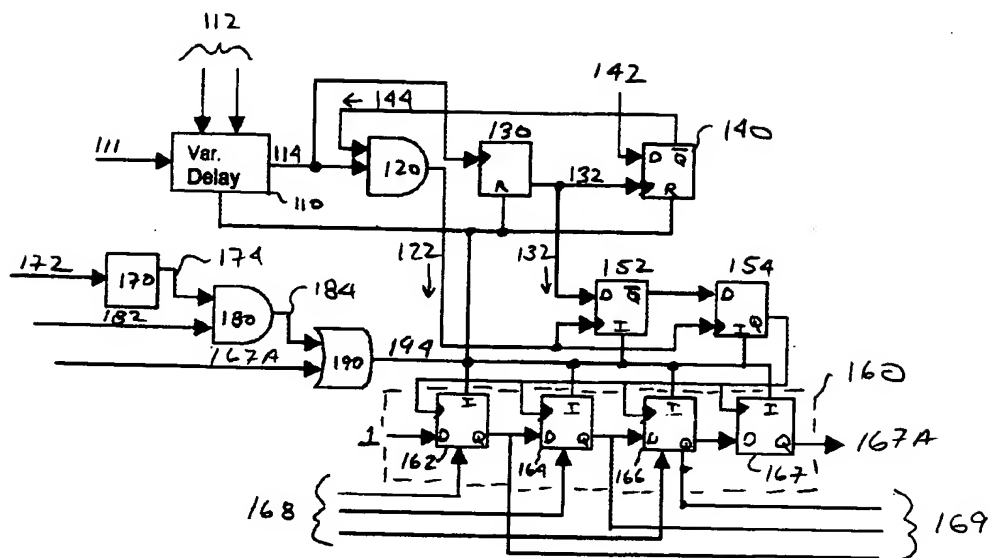 112
142
144
130
140
111
Var.
Delay
114
120
D Q̅
R
R
132
110
172
174
122
132
152
154
170
184
D Q̅
D
Q
182
180
I
I
167A
190
194
160
I
I
I
I
1
D Q
D Q
D Q
D Q
167A
162
164
166
167
168
169